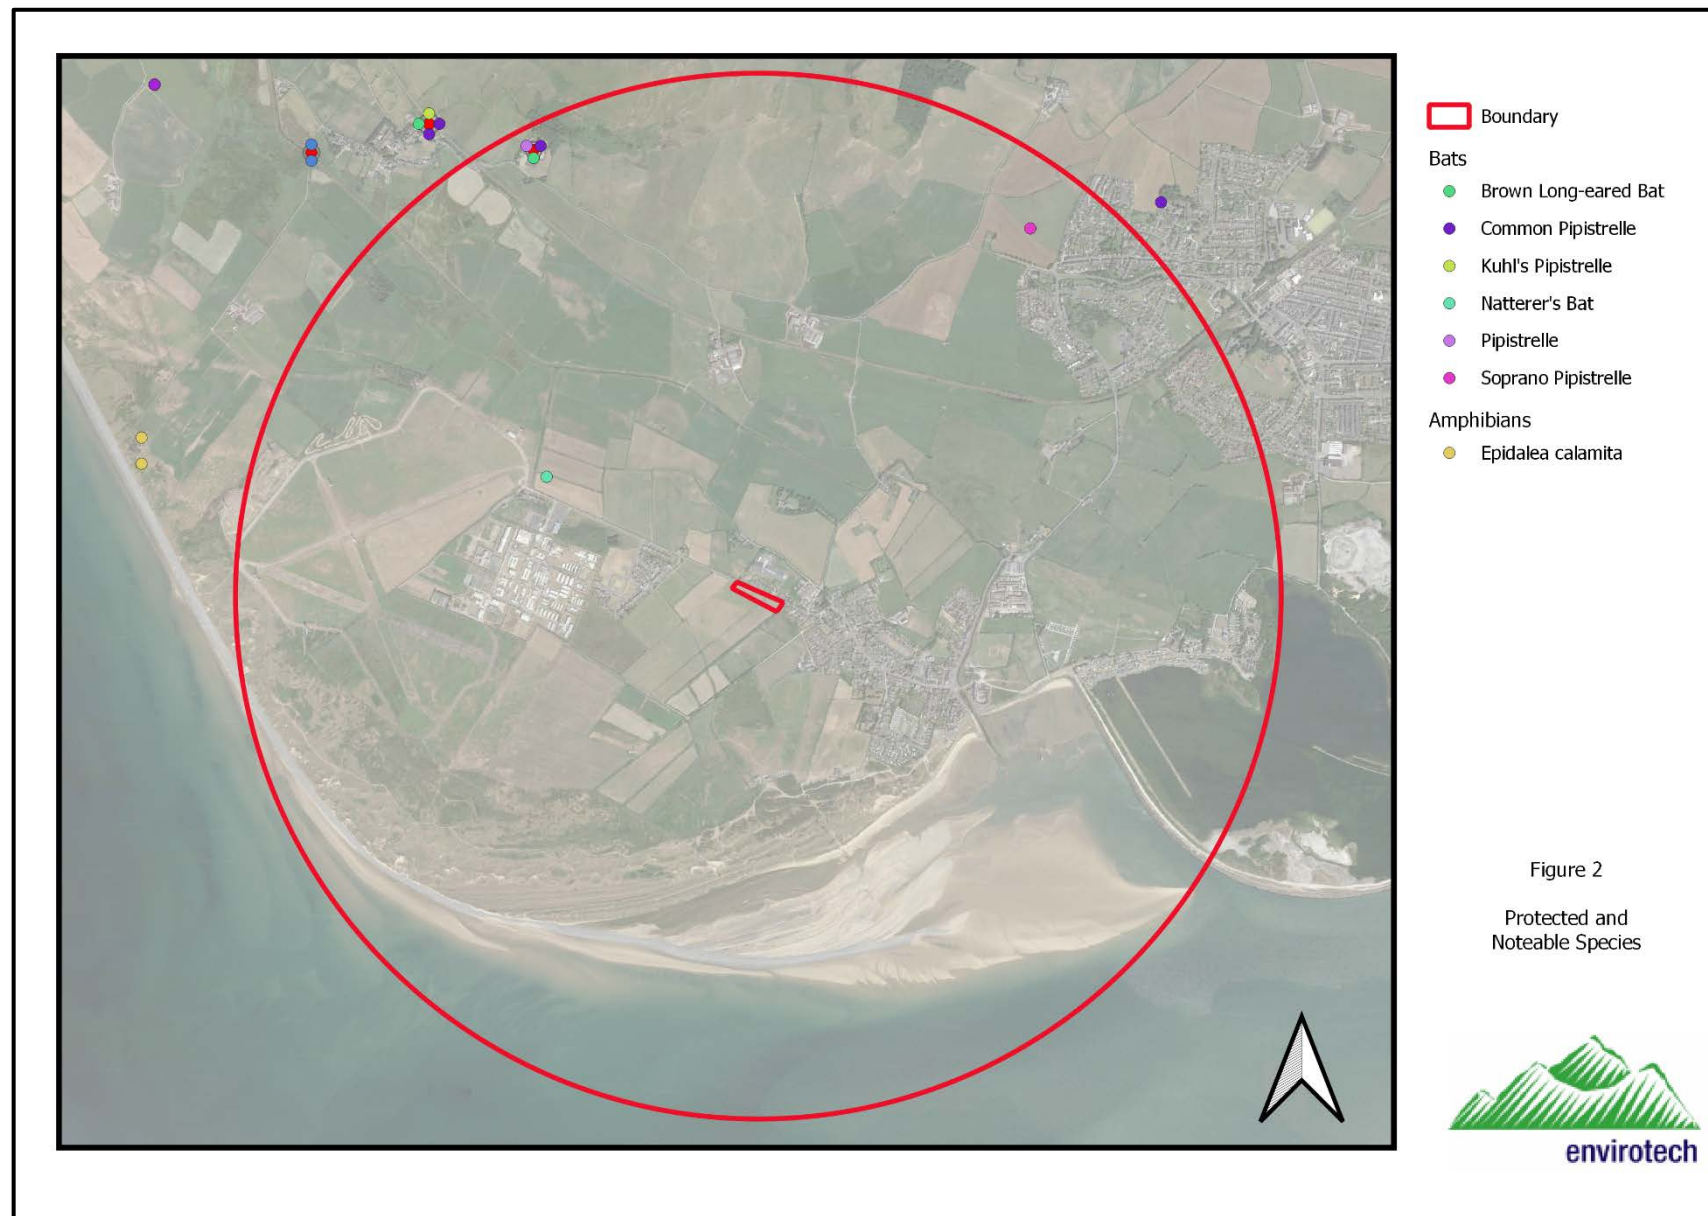 Boundary
Bats
Brown Long-eared Bat
Common Pipistrelle
Kuhl's Pipistrelle
Natterer's Bat
Pipistrelle
Soprano Pipistrelle
Amphibians
Epidalea calamita
Figure 2
Protected and
Noteable Species
envirotech